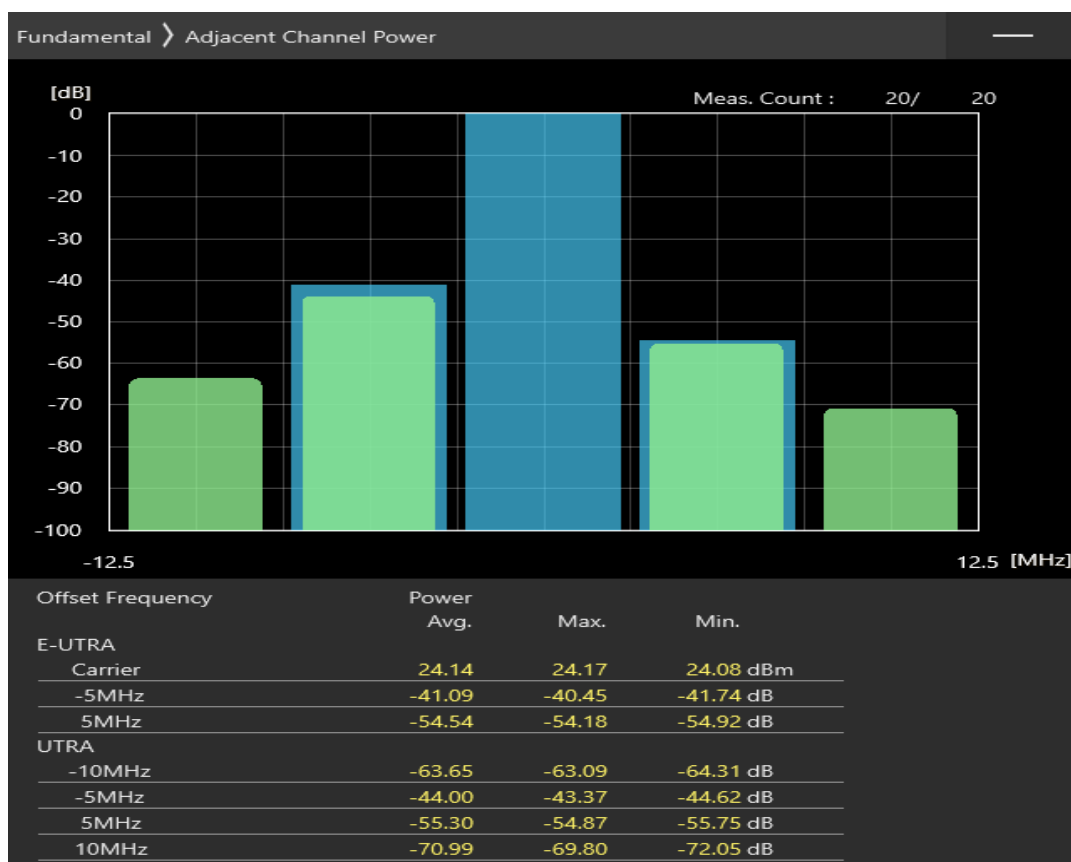 Fundamental ❯ Adjacent Channel Power
[dB]
Meas. Count : 20/ 20
0
-10
-20
-30
-40
-50
-60
-70
-80
-90
-100
-12.5 12.5 [MHz]
Offset Frequency Power
Avg. Max. Min.
E-UTRA
Carrier 24.14 24.17 24.08 dBm
-5MHz -41.09 -40.45 -41.74 dB
5MHz -54.54 -54.18 -54.92 dB
UTRA
-10MHz -63.65 -63.09 -64.31 dB
-5MHz -44.00 -43.37 -44.62 dB
5MHz -55.30 -54.87 -55.75 dB
10MHz -70.99 -69.80 -72.05 dB